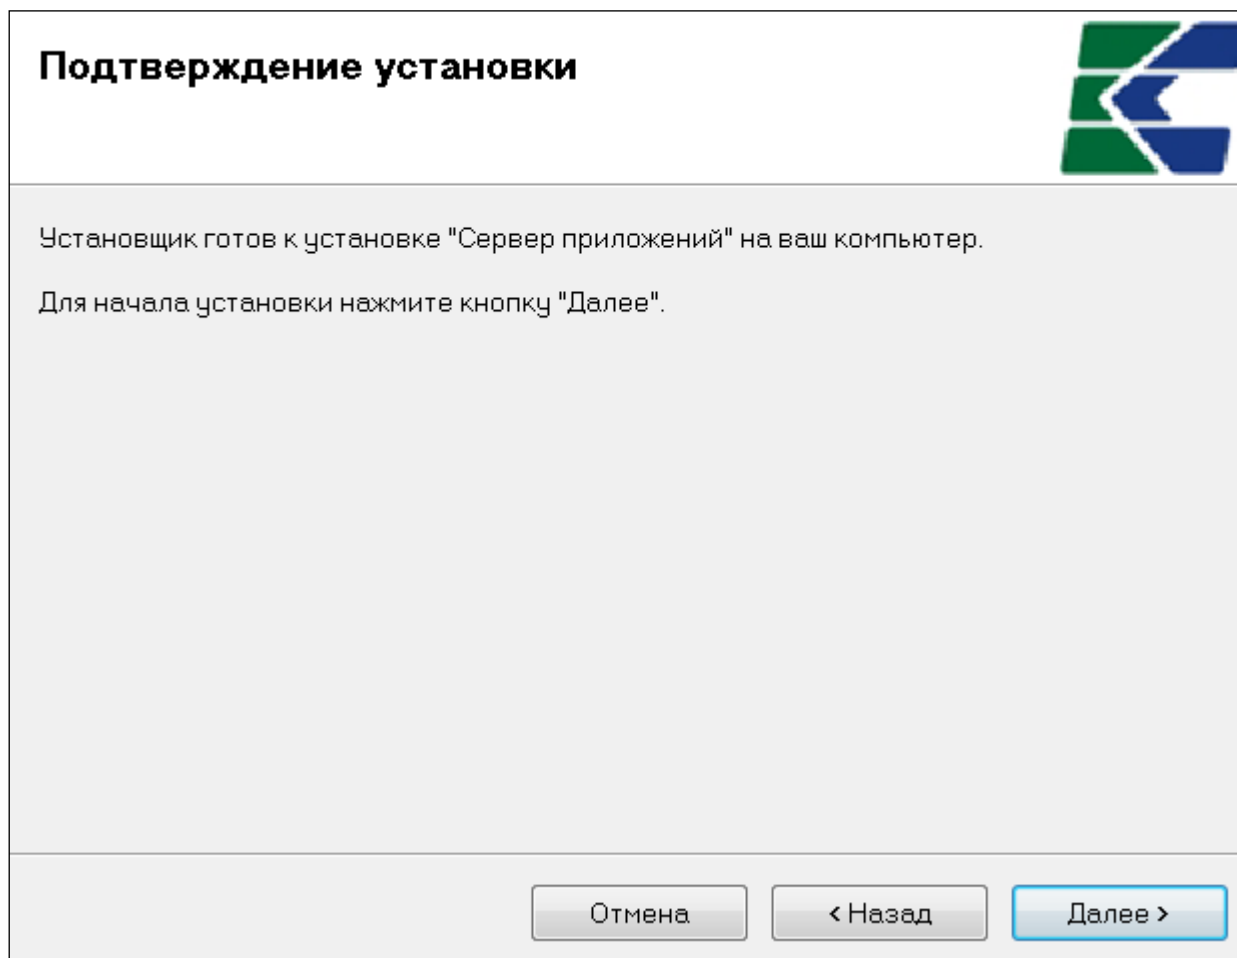 Подтверждение установки
Установщик готов к установке "Сервер приложений" на ваш компьютер.
Для начала установки нажмите кнопку "Далее".
Отмена
< Назад
Далее >